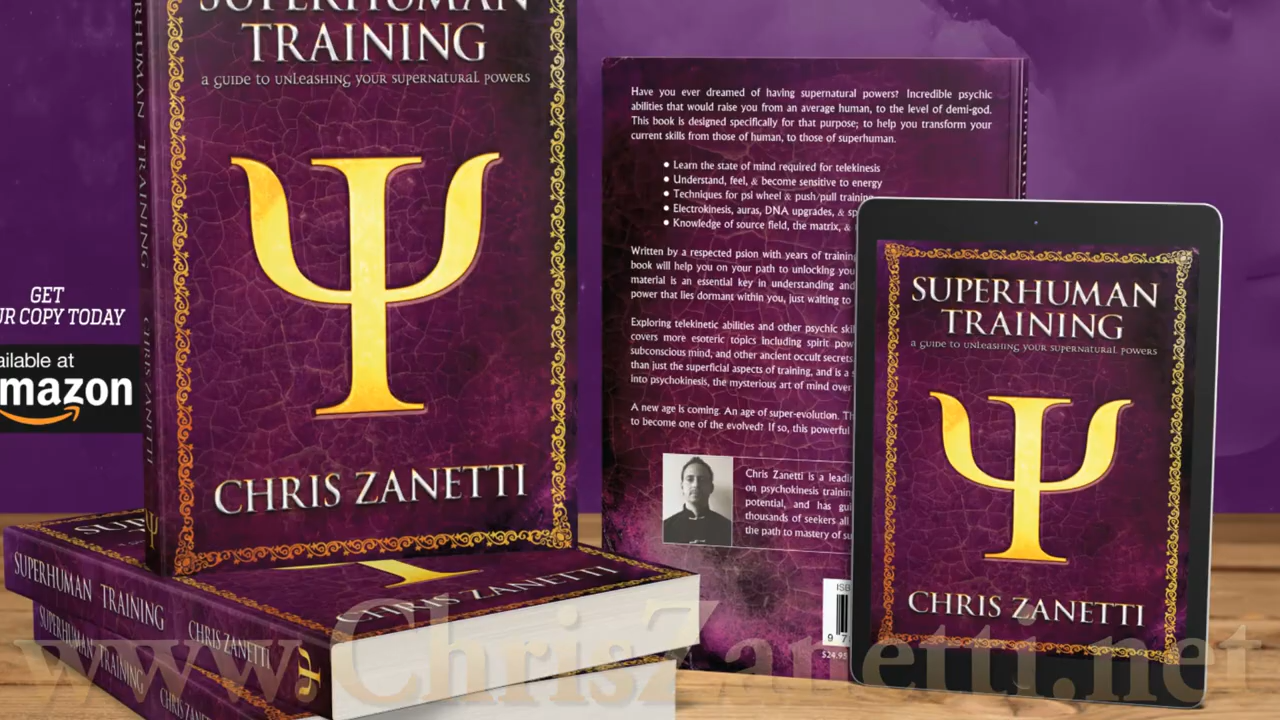 SUPERHUMAN
TRAINING
a guide to unleashing your supernatural powers
CHRIS ZANETTI
TRAINING
CHRIS ZANETTI
GET
COPY TODAY
at
SUPERHUMAN TRAINING CHRIS ZANETTI
SUPERHUMAN TRAINING
CHRIS ZANETTI
Have you ever dreamed of having supernatural powers? Incredible psychic
abilities that would raise you from an average human, to the level of demi-god.
This book is designed specifically for that purpose; to help you transform your
current skills from those of human, to those of superhuman.
• Learn the state of mind required for telekinesis
• Understand, feel, & become sensitive to energy
• Techniques for psi wheel & push/pull training
• Electrokinesis, auras, DNA upgrades, &
• Knowledge of source field, the matrix, &
Written by a respected psion with years of training
book will help you on your path to unlocking
material is an essential key in understanding and
power that lies dormant within you, just waiting to
Exploring telekinetic abilities and other psychic
covers more esoteric topics including spirit
subconscious mind, and other ancient occult secrets
than just the superficial aspects of training, and is a
into psychokinesis, the mysterious art of mind over
A new age is coming. An age of super-evolution.
to become one of the evolved? If so, this powerful
Chris Zanetti is a
on psychokinesis
potential, and has
thousands of seekers all
the path to mastery of
ISB
9 7
$24.95
SUPERHUMAN
TRAINING
a guide to unleashing your supernatural powers
CHRIS ZANETTI
www.ChrisZanetti.net